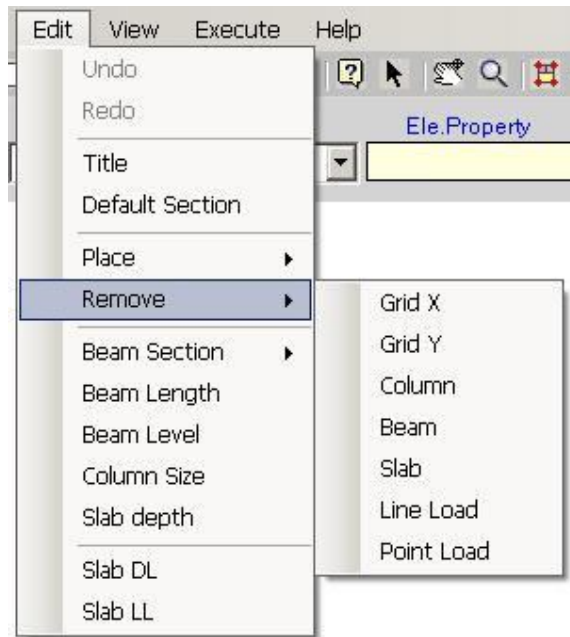 Edit View Execute Help
Undo
Redo
Ele.Property
Title
Default Section
Place
Remove
Beam Section
Beam Length
Beam Level
Column Size
Slab depth
Slab DL
Slab LL
Grid X
Grid Y
Column
Beam
Slab
Line Load
Point Load